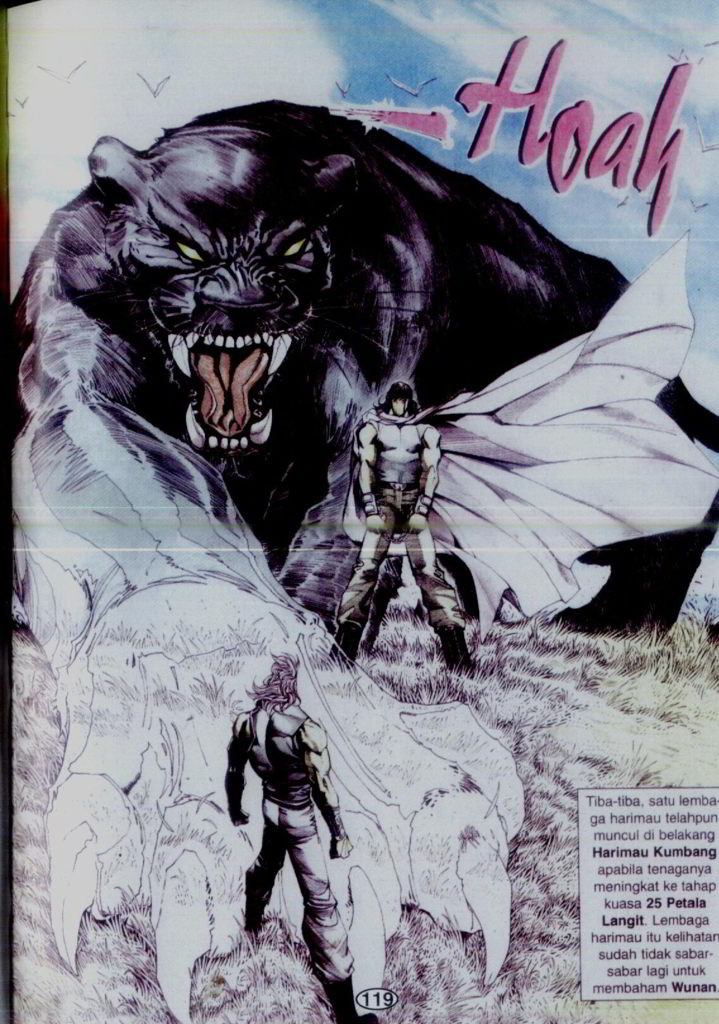 Hoah
Tiba-tiba, satu lemba-
ga harimau telahpun
muncul di belakang
Harimau Kumbang
apabila tenaganya
meningkat ke tahap
kuasa 25 Petala
Langit. Lembaga
harimau itu kelihatan
sudah tidak sabar-
sabar lagi untuk
membaham Wunan.
119